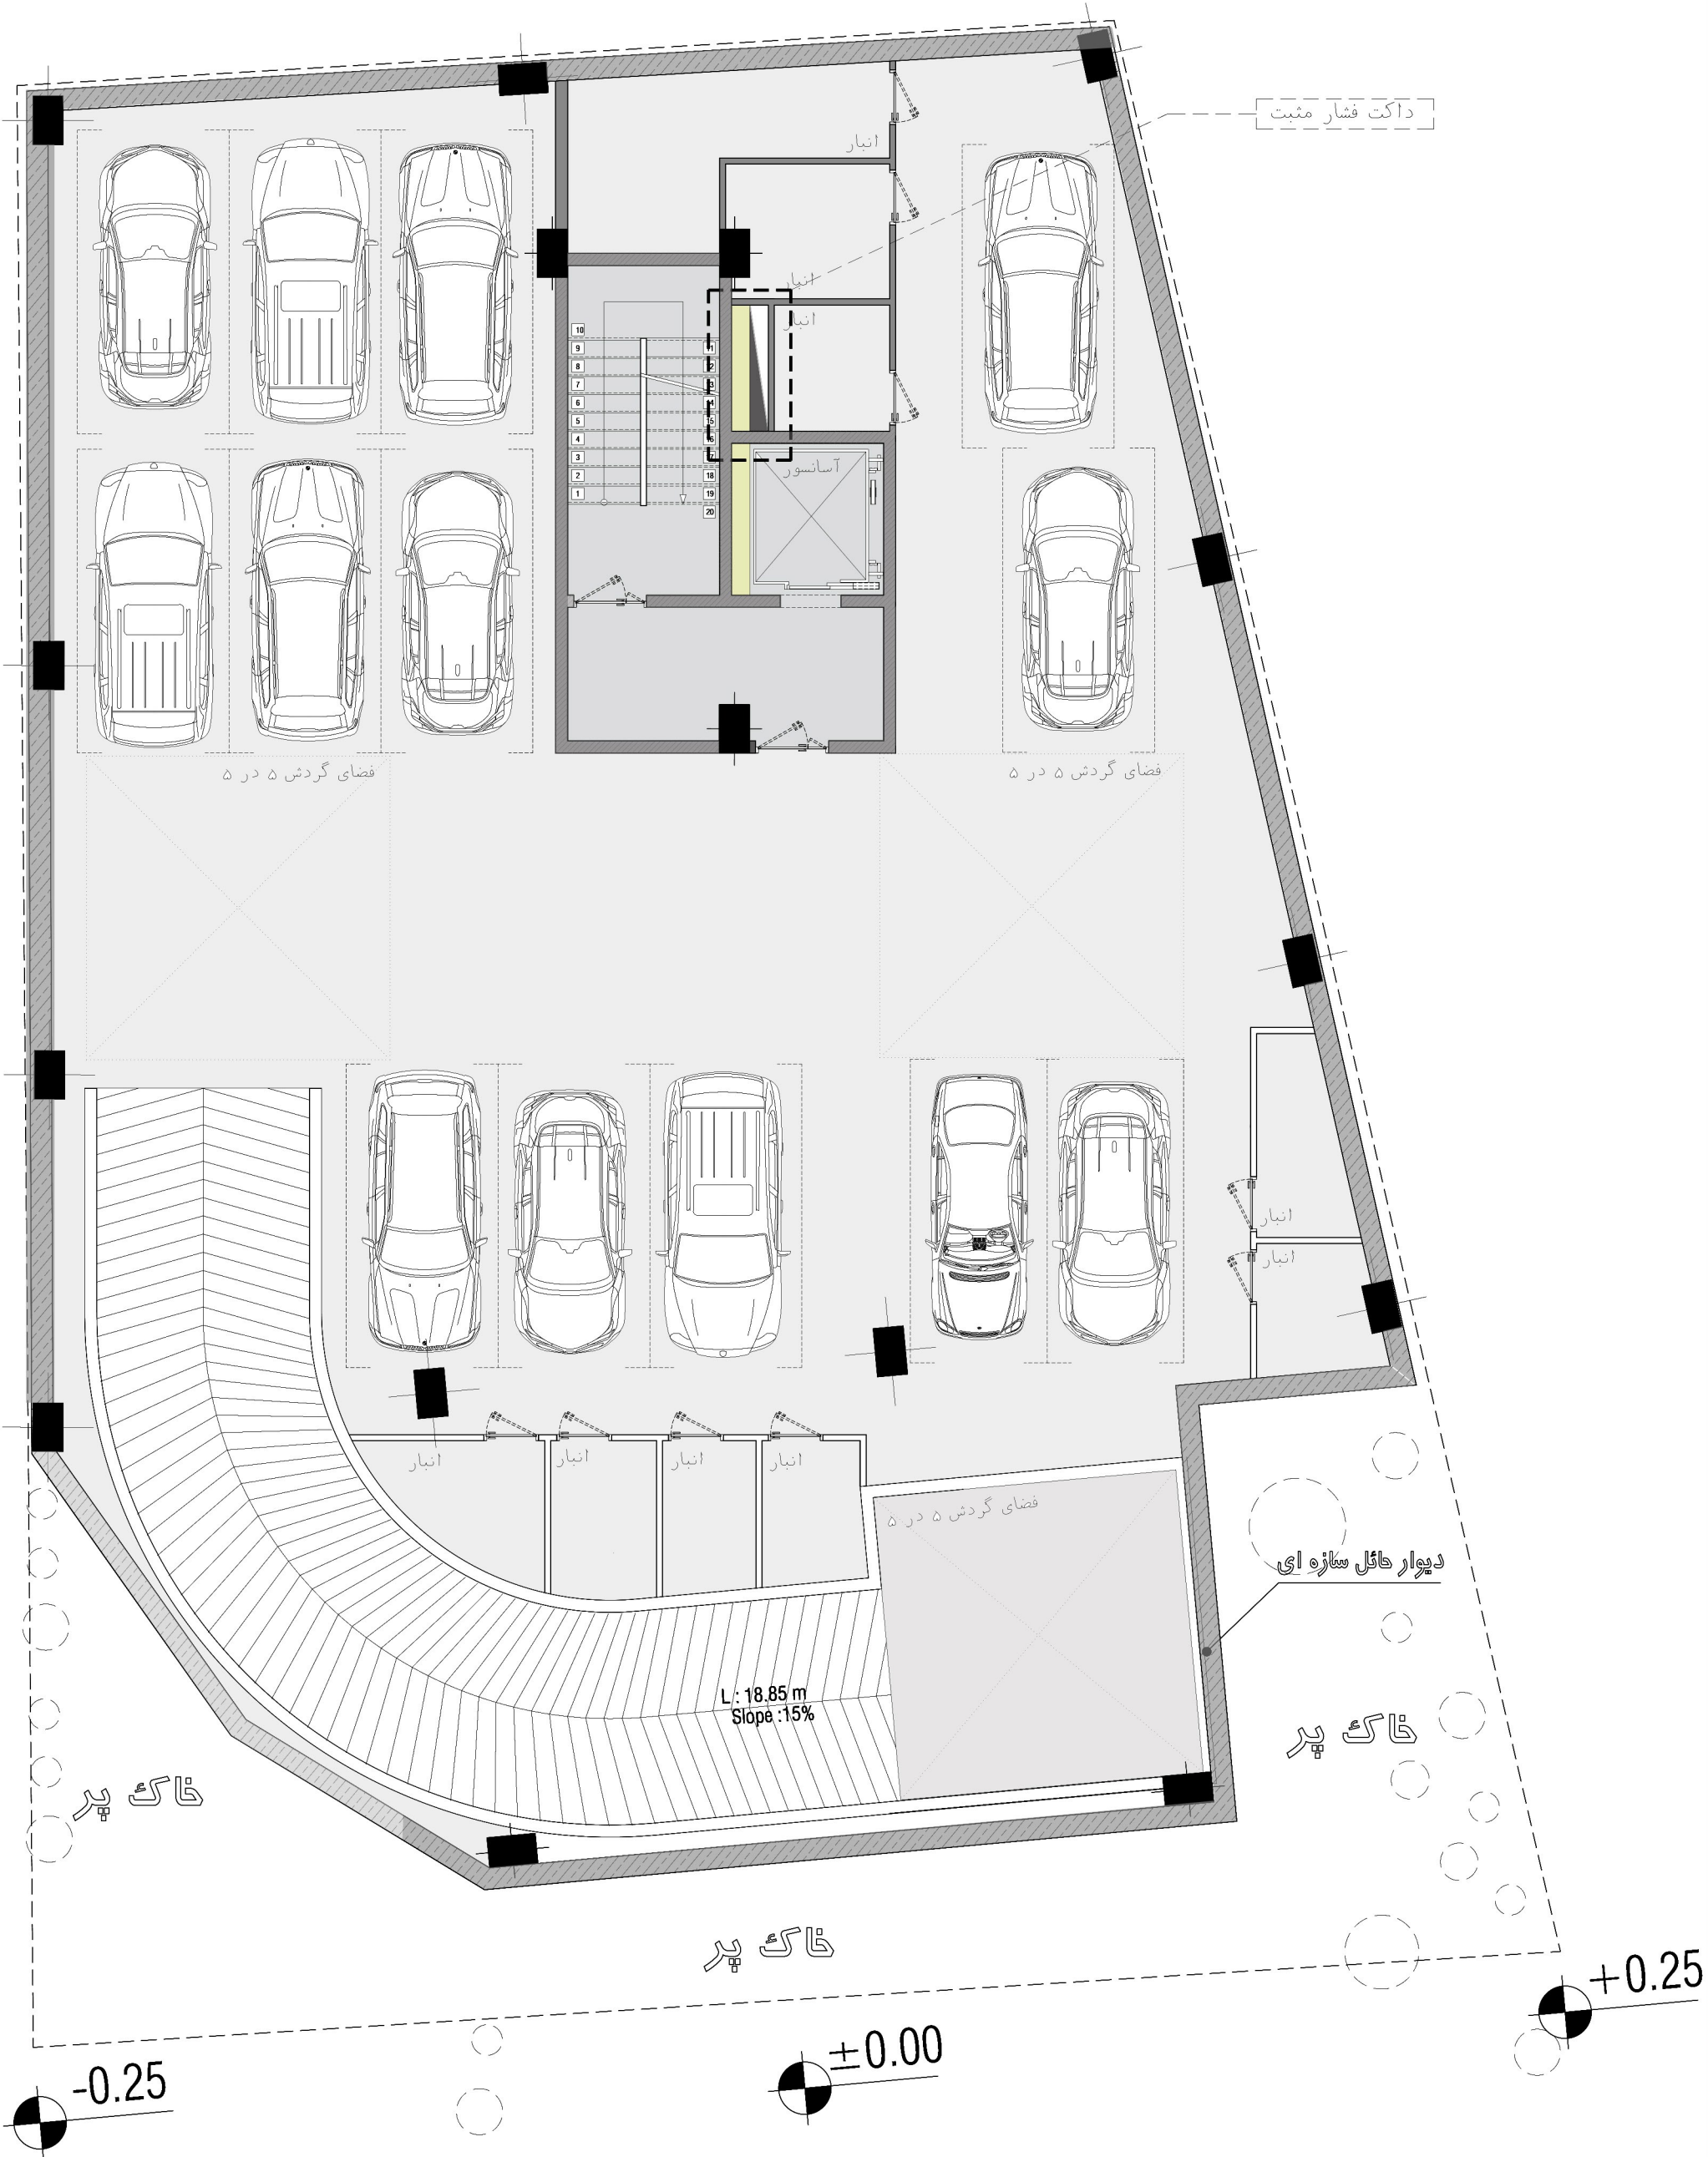 داکت فشار مثبت
انبار
انبار
انبار
10
9
8
7
6
5
4
3
2
1
11
12
13
14
15
16
17
18
19
20
آسانسور
فضای گردش ۵ در ۵
فضای گردش ۵ در ۵
انبار
انبار
انبار
انبار
انبار
انبار
فضای گردش ۵ در ۵
دیوار حائل سازه ای
L : 18.85 m
Slope :15%
خاک پر
خاک پر
خاک پر
+0.25
±0.00
-0.25